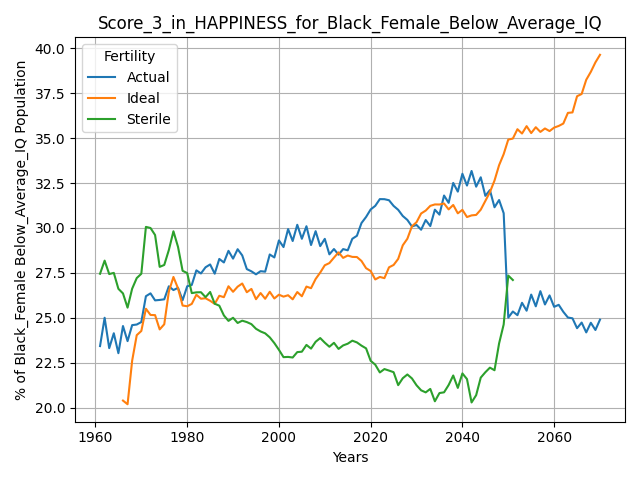 Score_3_in_HAPPINESS_for_Black_Female_Below_Average_IQ
% of Black_Female Below_Average_IQ Population
40.0
37.5
35.0
32.5
30.0
27.5
25.0
22.5
20.0
Fertility
Actual
Ideal
Sterile
1960
1980
2000
2020
2040
2060
Years